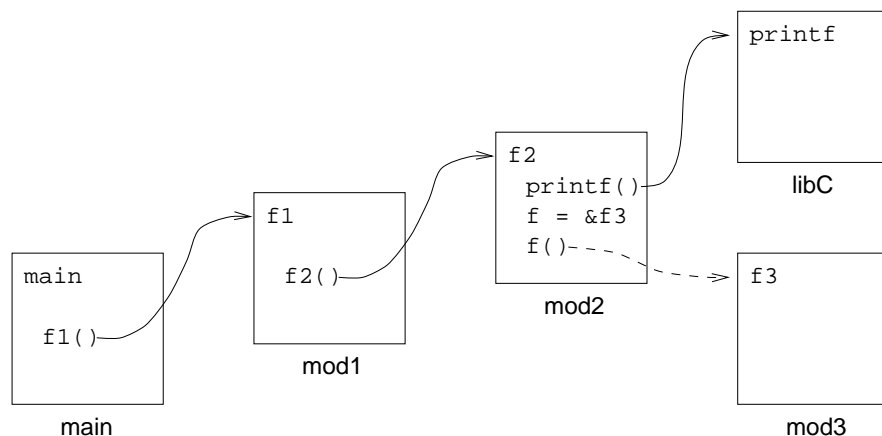 main
f1()
main
f1
f2()
mod1
f2
printf()
f = &f3
f()
mod2
printf
libC
f3
mod3